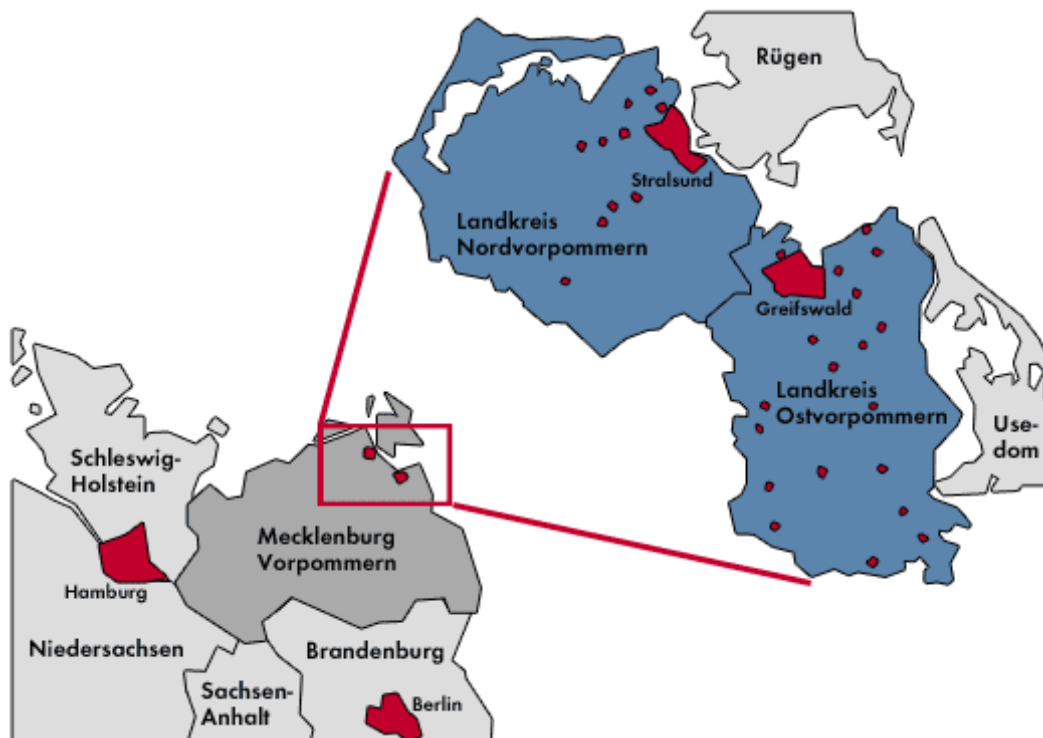 Rügen
Stralsund
Landkreis
Nordvorpommern
Greifswald
Landkreis
Ostvorpommern
Use-
dom
Schleswig-
Holstein
Mecklenburg
Vorpommern
Hamburg
Niedersachsen
Brandenburg
Sachsen-
Anhalt
Berlin